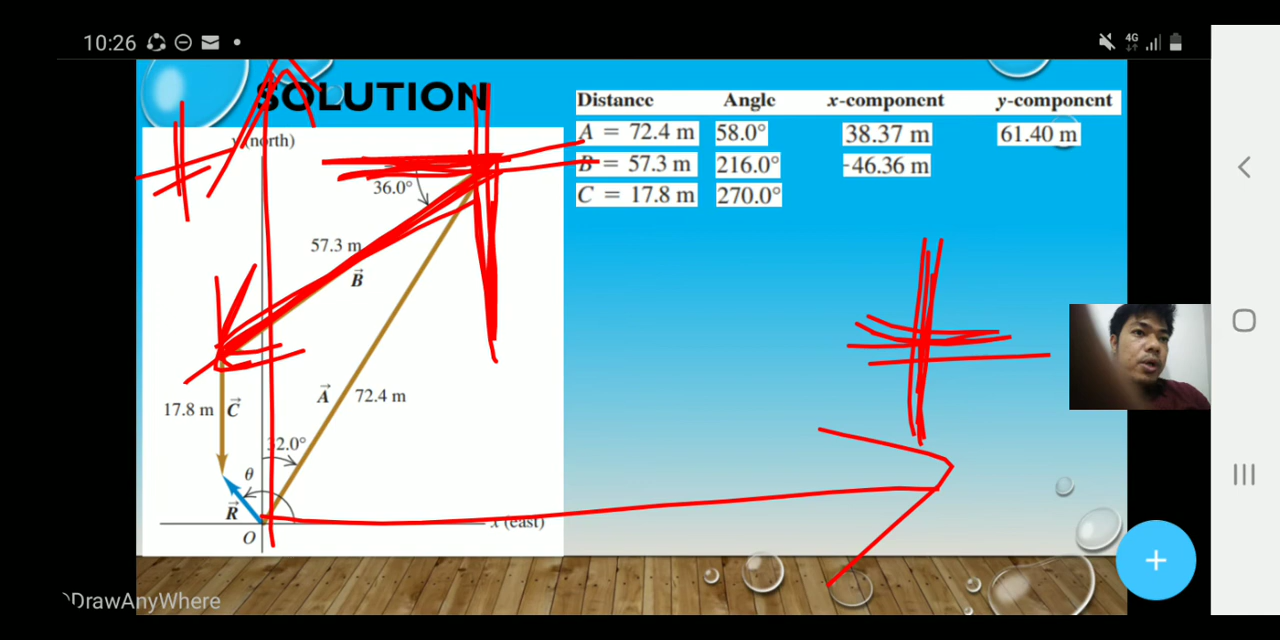 10:26
4G
SOLUTION
Distance Angle x-component y-component
A = 72.4 m 58.0° 38.37 m 61.40 m
B = 57.3 m 216.0° -46.36 m
C = 17.8 m 270.0°
y (north)
36.0°
57.3 m
B
A 72.4 m
17.8 m C
32.0°
θ
R
x (east)
O
DrawAnyWhere